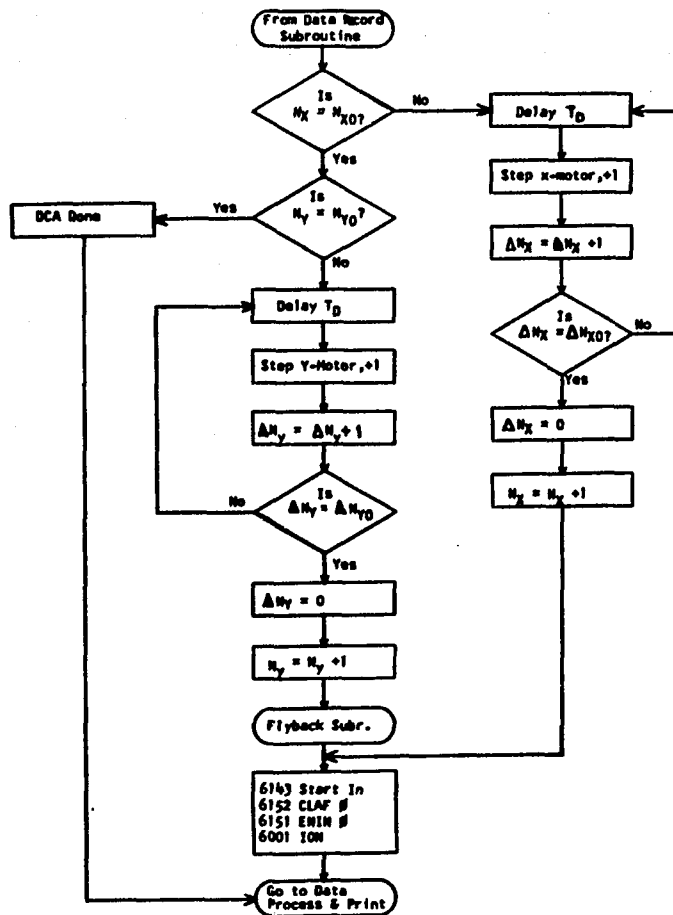 From Data Record
Subroutine
Is
N_X = N_X0?
No
Delay T_D
Yes
Step x-motor,+1
Is
N_Y = N_Y0?
Yes
DCA Done
No
ΔN_X = ΔN_X +1
Delay T_D
Is
ΔN_X = ΔN_X0?
No
Step Y-Motor,+1
Yes
ΔN_y = ΔN_y + 1
ΔN_X = 0
Is
ΔN_Y = ΔN_Y0
No
N_X = N_X +1
Yes
ΔN_Y = 0
N_y = N_y +1
Flyback Subr.
6143 Start In
6152 CLAF Ø
6151 ENIN Ø
6001 ION
Go to Data
Process & Print